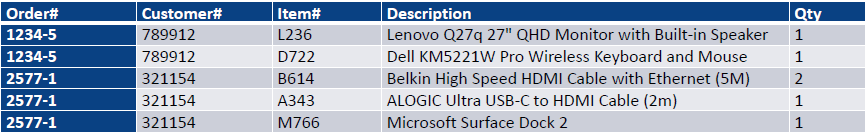 Order# Customer# Item# Description Qty
1234-5 789912 L236 Lenovo Q27q 27" QHD Monitor with Built-in Speaker 1
1234-5 789912 D722 Dell KM5221W Pro Wireless Keyboard and Mouse 1
2577-1 321154 B614 Belkin High Speed HDMI Cable with Ethernet (5M) 2
2577-1 321154 A343 ALOGIC Ultra USB-C to HDMI Cable (2m) 1
2577-1 321154 M766 Microsoft Surface Dock 2 1